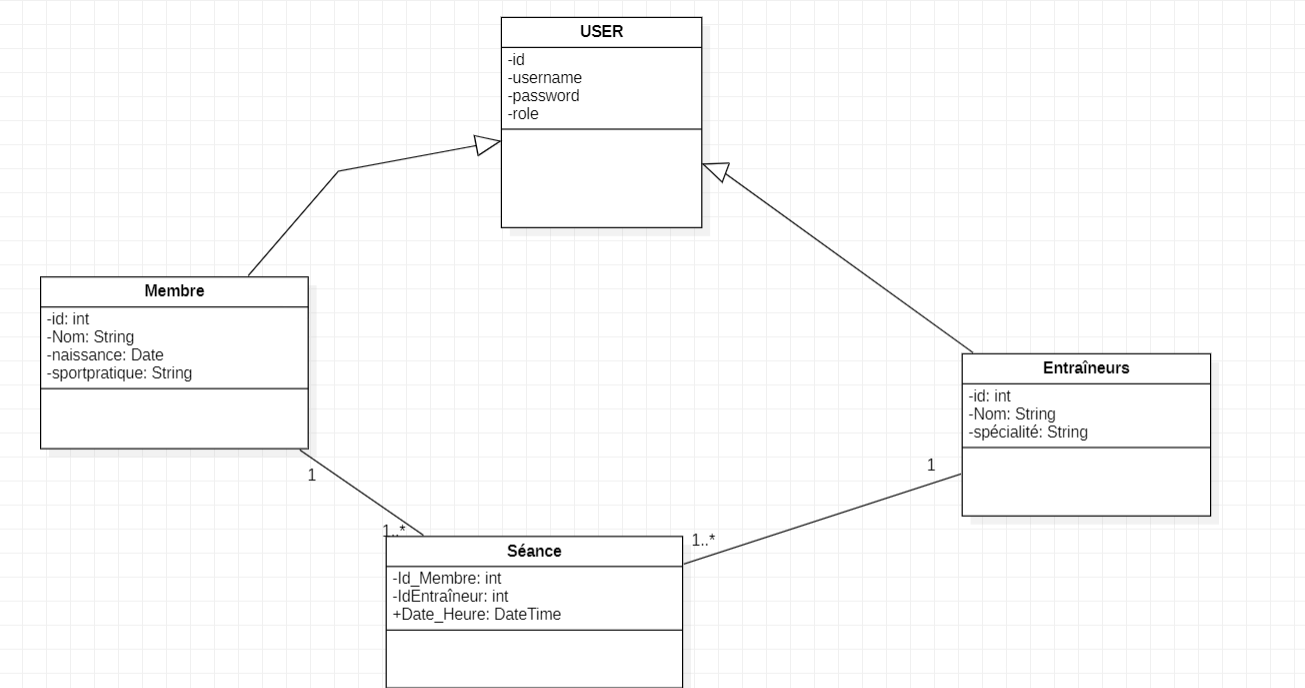 USER
-id
-username
-password
-role
Membre
-id: int
-Nom: String
-naissance: Date
-sportpratique: String
1
1..*
Entraîneurs
-id: int
-Nom: String
-spécialité: String
1
1..*
Séance
-Id_Membre: int
-IdEntraîneur: int
+Date_Heure: DateTime